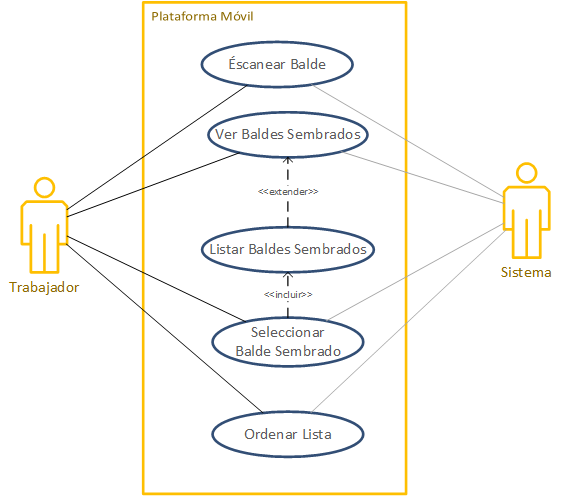 Plataforma Móvil
Éscanear Balde
Ver Baldes Sembrados
<<extender>>
Listar Baldes Sembrados
<<incluir>>
Seleccionar
Balde Sembrado
Ordenar Lista
Trabajador
Sistema